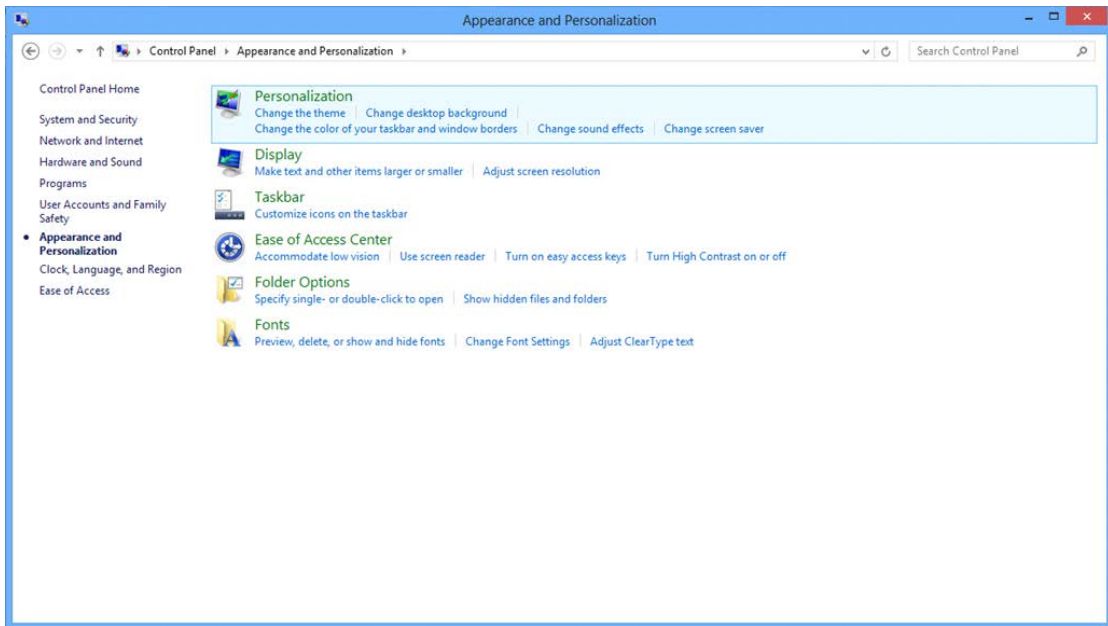 Appearance and Personalization
Control Panel Appearance and Personalization
Search Control Panel
Control Panel Home
System and Security
Network and Internet
Hardware and Sound
Programs
User Accounts and Family
Safety
Appearance and
Personalization
Clock, Language, and Region
Ease of Access
Personalization
Change the theme Change desktop background
Change the color of your taskbar and window borders Change sound effects Change screen saver
Display
Make text and other items larger or smaller Adjust screen resolution
Taskbar
Customize icons on the taskbar
Ease of Access Center
Accommodate low vision Use screen reader Turn on easy access keys Turn High Contrast on or off
Folder Options
Specify single- or double-click to open Show hidden files and folders
Fonts
Preview, delete, or show and hide fonts Change Font Settings Adjust ClearType text